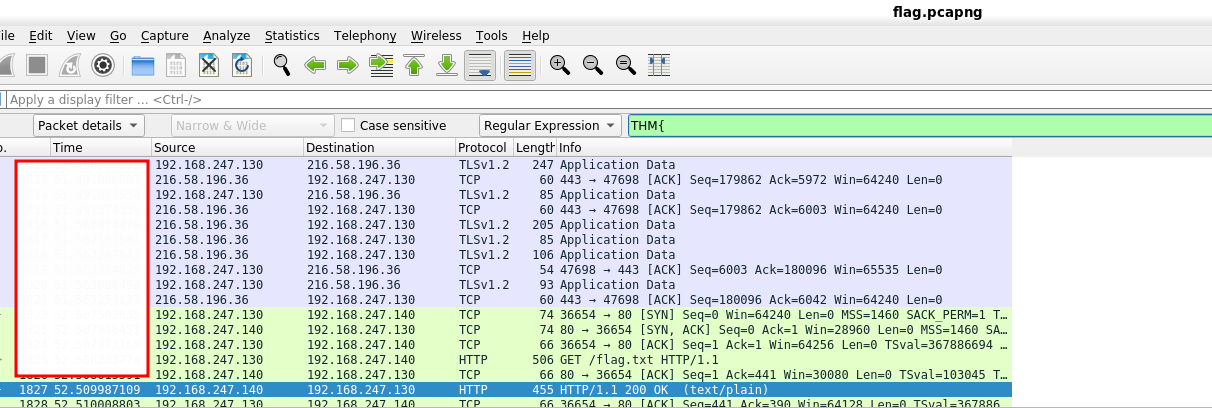 flag.pcapng
ile Edit View Go Capture Analyze Statistics Telephony Wireless Tools Help
Apply a display filter … <Ctrl-/>
Packet details Narrow & Wide Case sensitive Regular Expression THM{
o. Time Source Destination Protocol Length Info
192.168.247.130 216.58.196.36 TLSv1.2 247 Application Data
216.58.196.36 192.168.247.130 TCP 60 443 → 47698 [ACK] Seq=179862 Ack=5972 Win=64240 Len=0
192.168.247.130 216.58.196.36 TLSv1.2 85 Application Data
216.58.196.36 192.168.247.130 TCP 60 443 → 47698 [ACK] Seq=179862 Ack=6003 Win=64240 Len=0
216.58.196.36 192.168.247.130 TLSv1.2 205 Application Data
216.58.196.36 192.168.247.130 TLSv1.2 85 Application Data
216.58.196.36 192.168.247.130 TLSv1.2 106 Application Data
192.168.247.130 216.58.196.36 TCP 54 47698 → 443 [ACK] Seq=6003 Ack=180096 Win=65535 Len=0
192.168.247.130 216.58.196.36 TLSv1.2 93 Application Data
216.58.196.36 192.168.247.130 TCP 60 443 → 47698 [ACK] Seq=180096 Ack=6042 Win=64240 Len=0
192.168.247.130 192.168.247.140 TCP 74 36654 → 80 [SYN] Seq=0 Win=64240 Len=0 MSS=1460 SACK_PERM=1 T…
192.168.247.140 192.168.247.130 TCP 74 80 → 36654 [SYN, ACK] Seq=0 Ack=1 Win=28960 Len=0 MSS=1460 SA…
192.168.247.130 192.168.247.140 TCP 66 36654 → 80 [ACK] Seq=1 Ack=1 Win=64256 Len=0 TSval=367886694 …
192.168.247.130 192.168.247.140 HTTP 506 GET /flag.txt HTTP/1.1
192.168.247.140 192.168.247.130 TCP 66 80 → 36654 [ACK] Seq=1 Ack=441 Win=30080 Len=0 TSval=103045 T…
1827 52.509987109 192.168.247.140 192.168.247.130 HTTP 455 HTTP/1.1 200 OK (text/plain)
1828 52.510008803 192.168.247.130 192.168.247.140 TCP 66 36654 → 80 [ACK] Seq=441 Ack=390 Win=64128 Len=0 TSval=367886